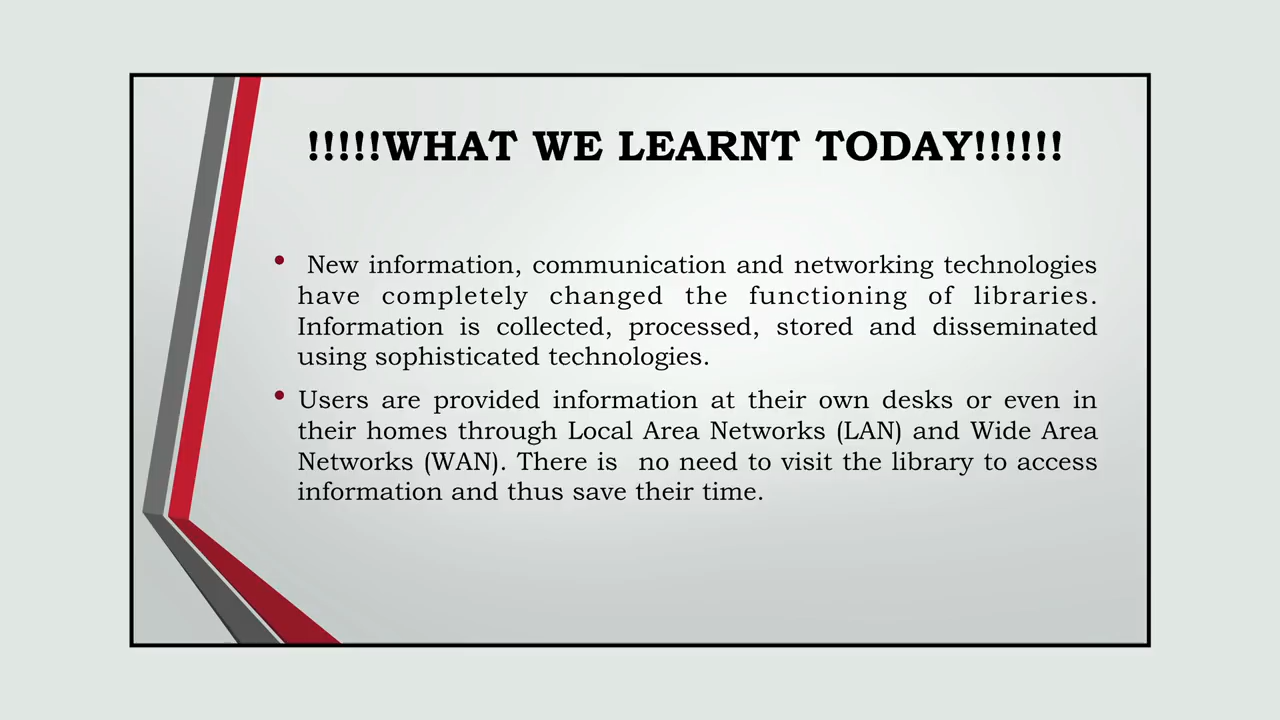 !!!!!WHAT WE LEARNT TODAY!!!!!!
• New information, communication and networking technologies
have completely changed the functioning of libraries.
Information is collected, processed, stored and disseminated
using sophisticated technologies.
• Users are provided information at their own desks or even in
their homes through Local Area Networks (LAN) and Wide Area
Networks (WAN). There is no need to visit the library to access
information and thus save their time.